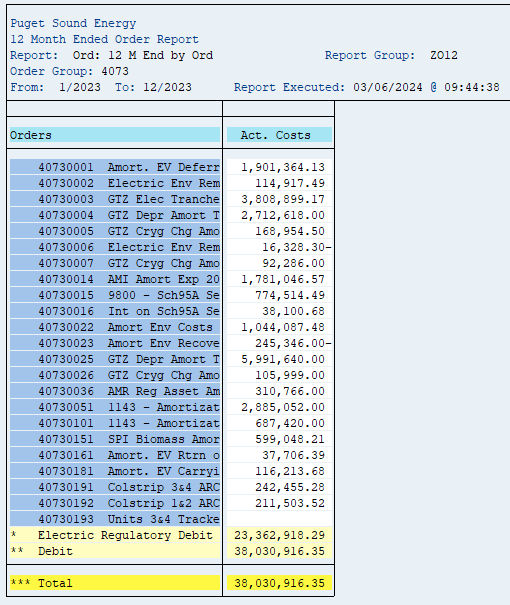 Puget Sound Energy
12 Month Ended Order Report
Report: Ord: 12 M End by Ord Report Group: ZO12
Order Group: 4073
From: 1/2023 To: 12/2023 Report Executed: 03/06/2024 @ 09:44:38
Orders Act. Costs
40730001 Amort. EV Deferr 1,901,364.13
40730002 Electric Env Rem 114,917.49
40730003 GTZ Elec Tranche 3,808,899.17
40730004 GTZ Depr Amort T 2,712,618.00
40730005 GTZ Cryg Chg Amo 168,954.50
40730006 Electric Env Rem 16,328.30-
40730007 GTZ Cryg Chg Amo 92,286.00
40730014 AMI Amort Exp 20 1,781,046.57
40730015 9800 - Sch95A Se 774,514.49
40730016 Int on Sch95A Se 38,100.68
40730022 Amort Env Costs 1,044,087.48
40730023 Amort Env Recove 245,346.00-
40730025 GTZ Depr Amort T 5,991,640.00
40730026 GTZ Cryg Chg Amo 105,999.00
40730036 AMR Reg Asset Am 310,766.00
40730051 1143 - Amortizat 2,885,052.00
40730101 1143 - Amortizat 687,420.00
40730151 SPI Biomass Amor 599,048.21
40730161 Amort. EV Rtrn o 37,706.39
40730181 Amort. EV Carryi 116,213.68
40730191 Colstrip 3&4 ARC 242,455.28
40730192 Colstrip 1&2 ARC 211,503.52
40730193 Units 3&4 Tracke
* Electric Regulatory Debit 23,362,918.29
** Debit 38,030,916.35
*** Total 38,030,916.35